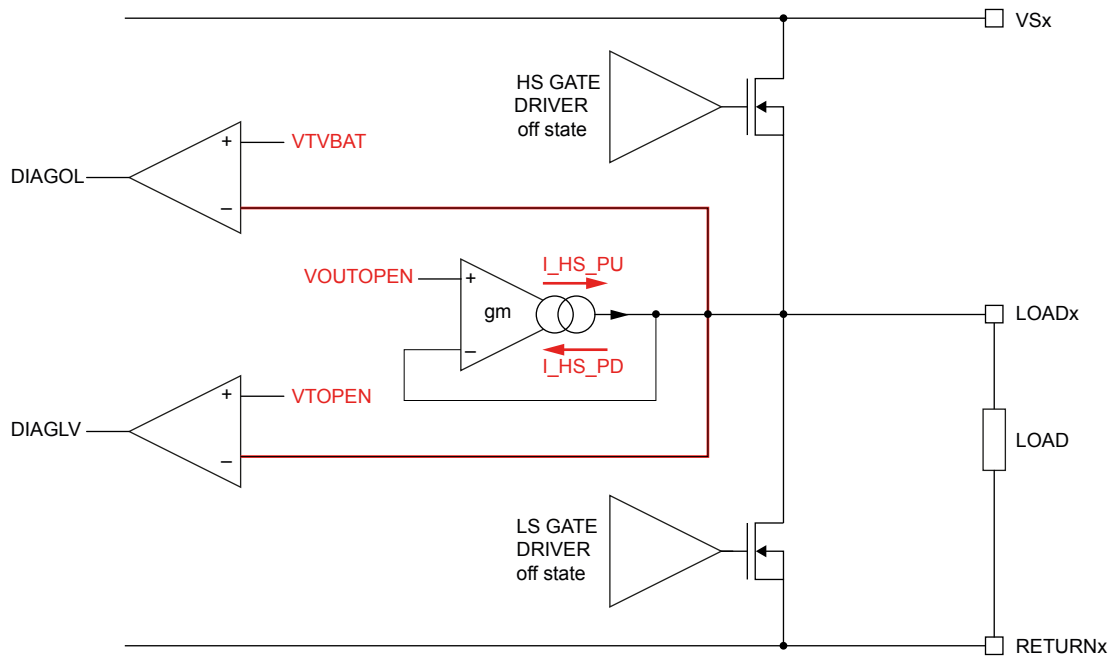 VSx
HS GATE
DRIVER
off state
+
VTVBAT
DIAGOL
–
I_HS_PU
VOUTOPEN
+
gm
LOADx
–
I_HS_PD
+
VTOPEN
DIAGLV
LOAD
–
LS GATE
DRIVER
off state
RETURNx